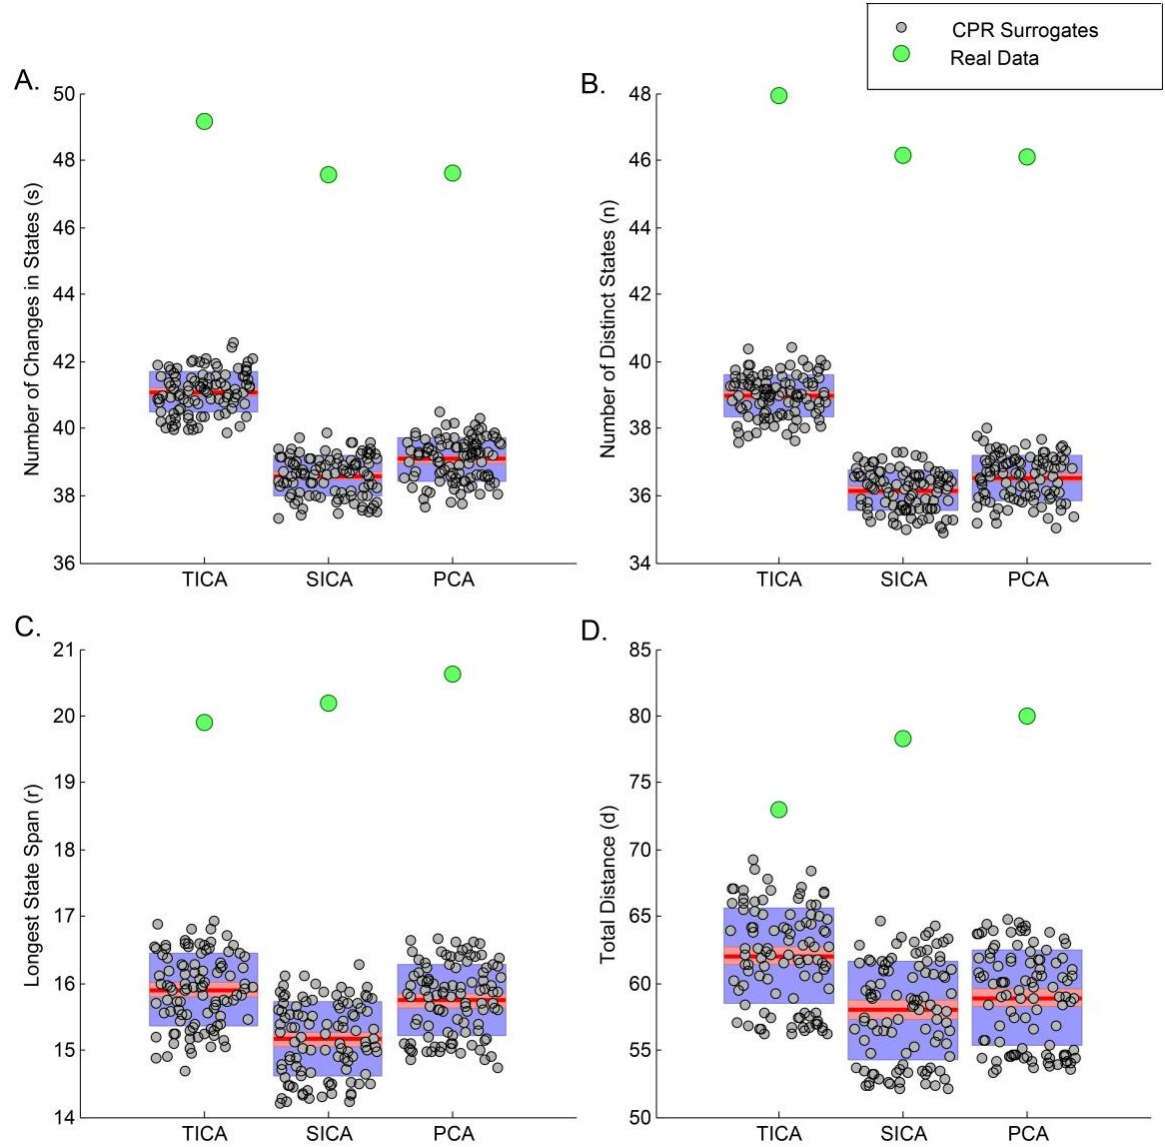 CPR Surrogates
Real Data
A.
Number of Changes in States (s)
50
48
46
44
42
40
38
36
TICA SICA PCA
B.
Number of Distinct States (n)
48
46
44
42
40
38
36
34
TICA SICA PCA
C.
Longest State Span (r)
21
20
19
18
17
16
15
14
TICA SICA PCA
D.
Total Distance (d)
85
80
75
70
65
60
55
50
TICA SICA PCA